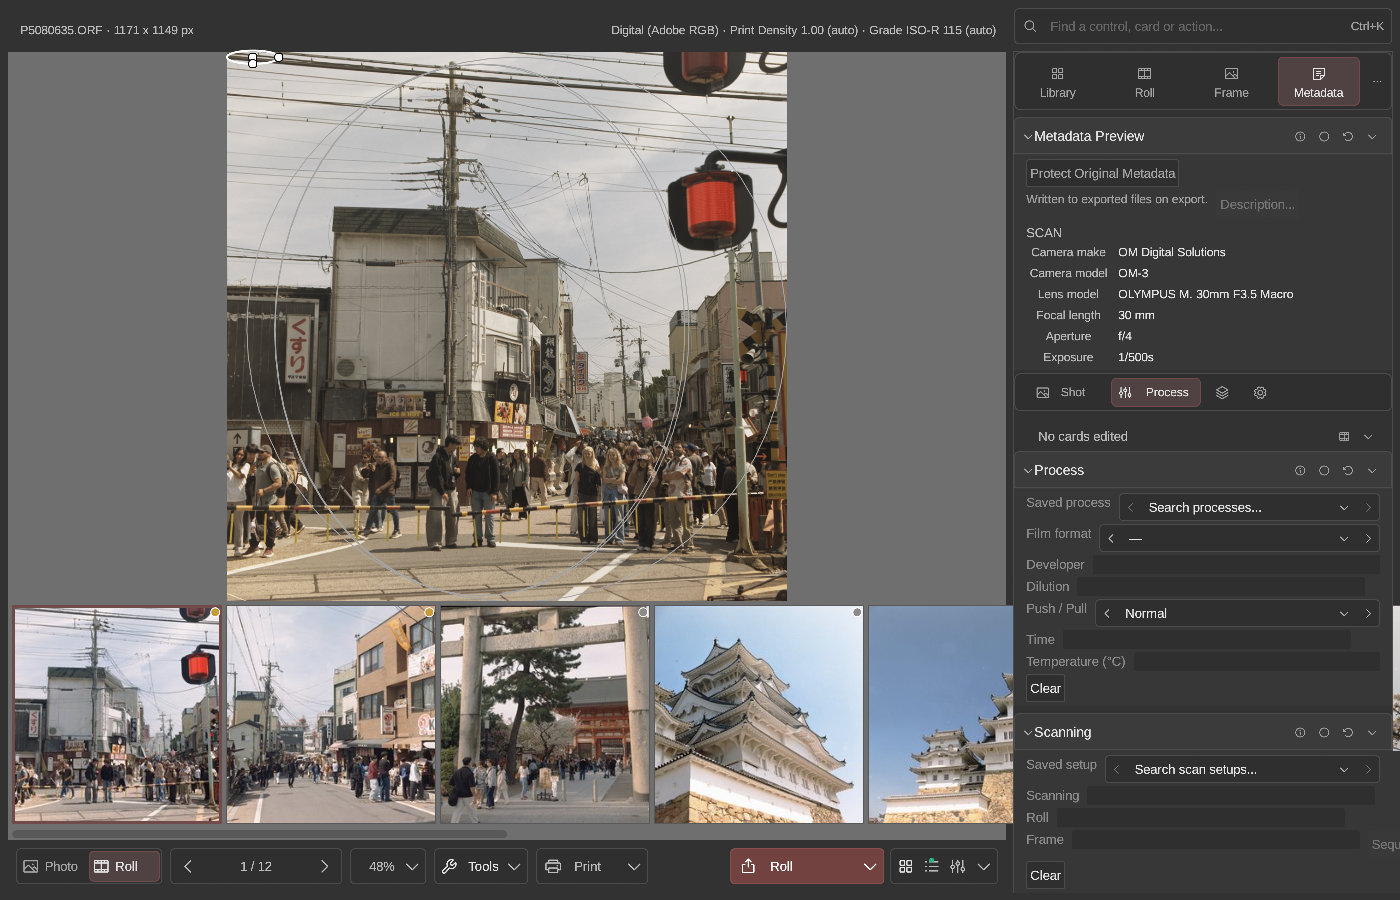 P5080635.ORF · 1171 x 1149 px
Digital (Adobe RGB) · Print Density 1.00 (auto) · Grade ISO-R 115 (auto)
Find a control, card or action...
Ctrl+K
Library
Roll
Frame
Metadata
...
Metadata Preview
Protect Original Metadata
Written to exported files on export.
Description...
SCAN
Camera make OM Digital Solutions
Camera model OM-3
Lens model OLYMPUS M. 30mm F3.5 Macro
Focal length 30 mm
Aperture f/4
Exposure 1/500s
Shot
Process
No cards edited
Process
Saved process Search processes...
Film format —
Developer
Dilution
Push / Pull Normal
Time
Temperature (°C)
Clear
Scanning
Saved setup Search scan setups...
Scanning
Roll
Frame
Clear
くすり
Photo
Roll
1 / 12
48%
Tools
Print
Roll